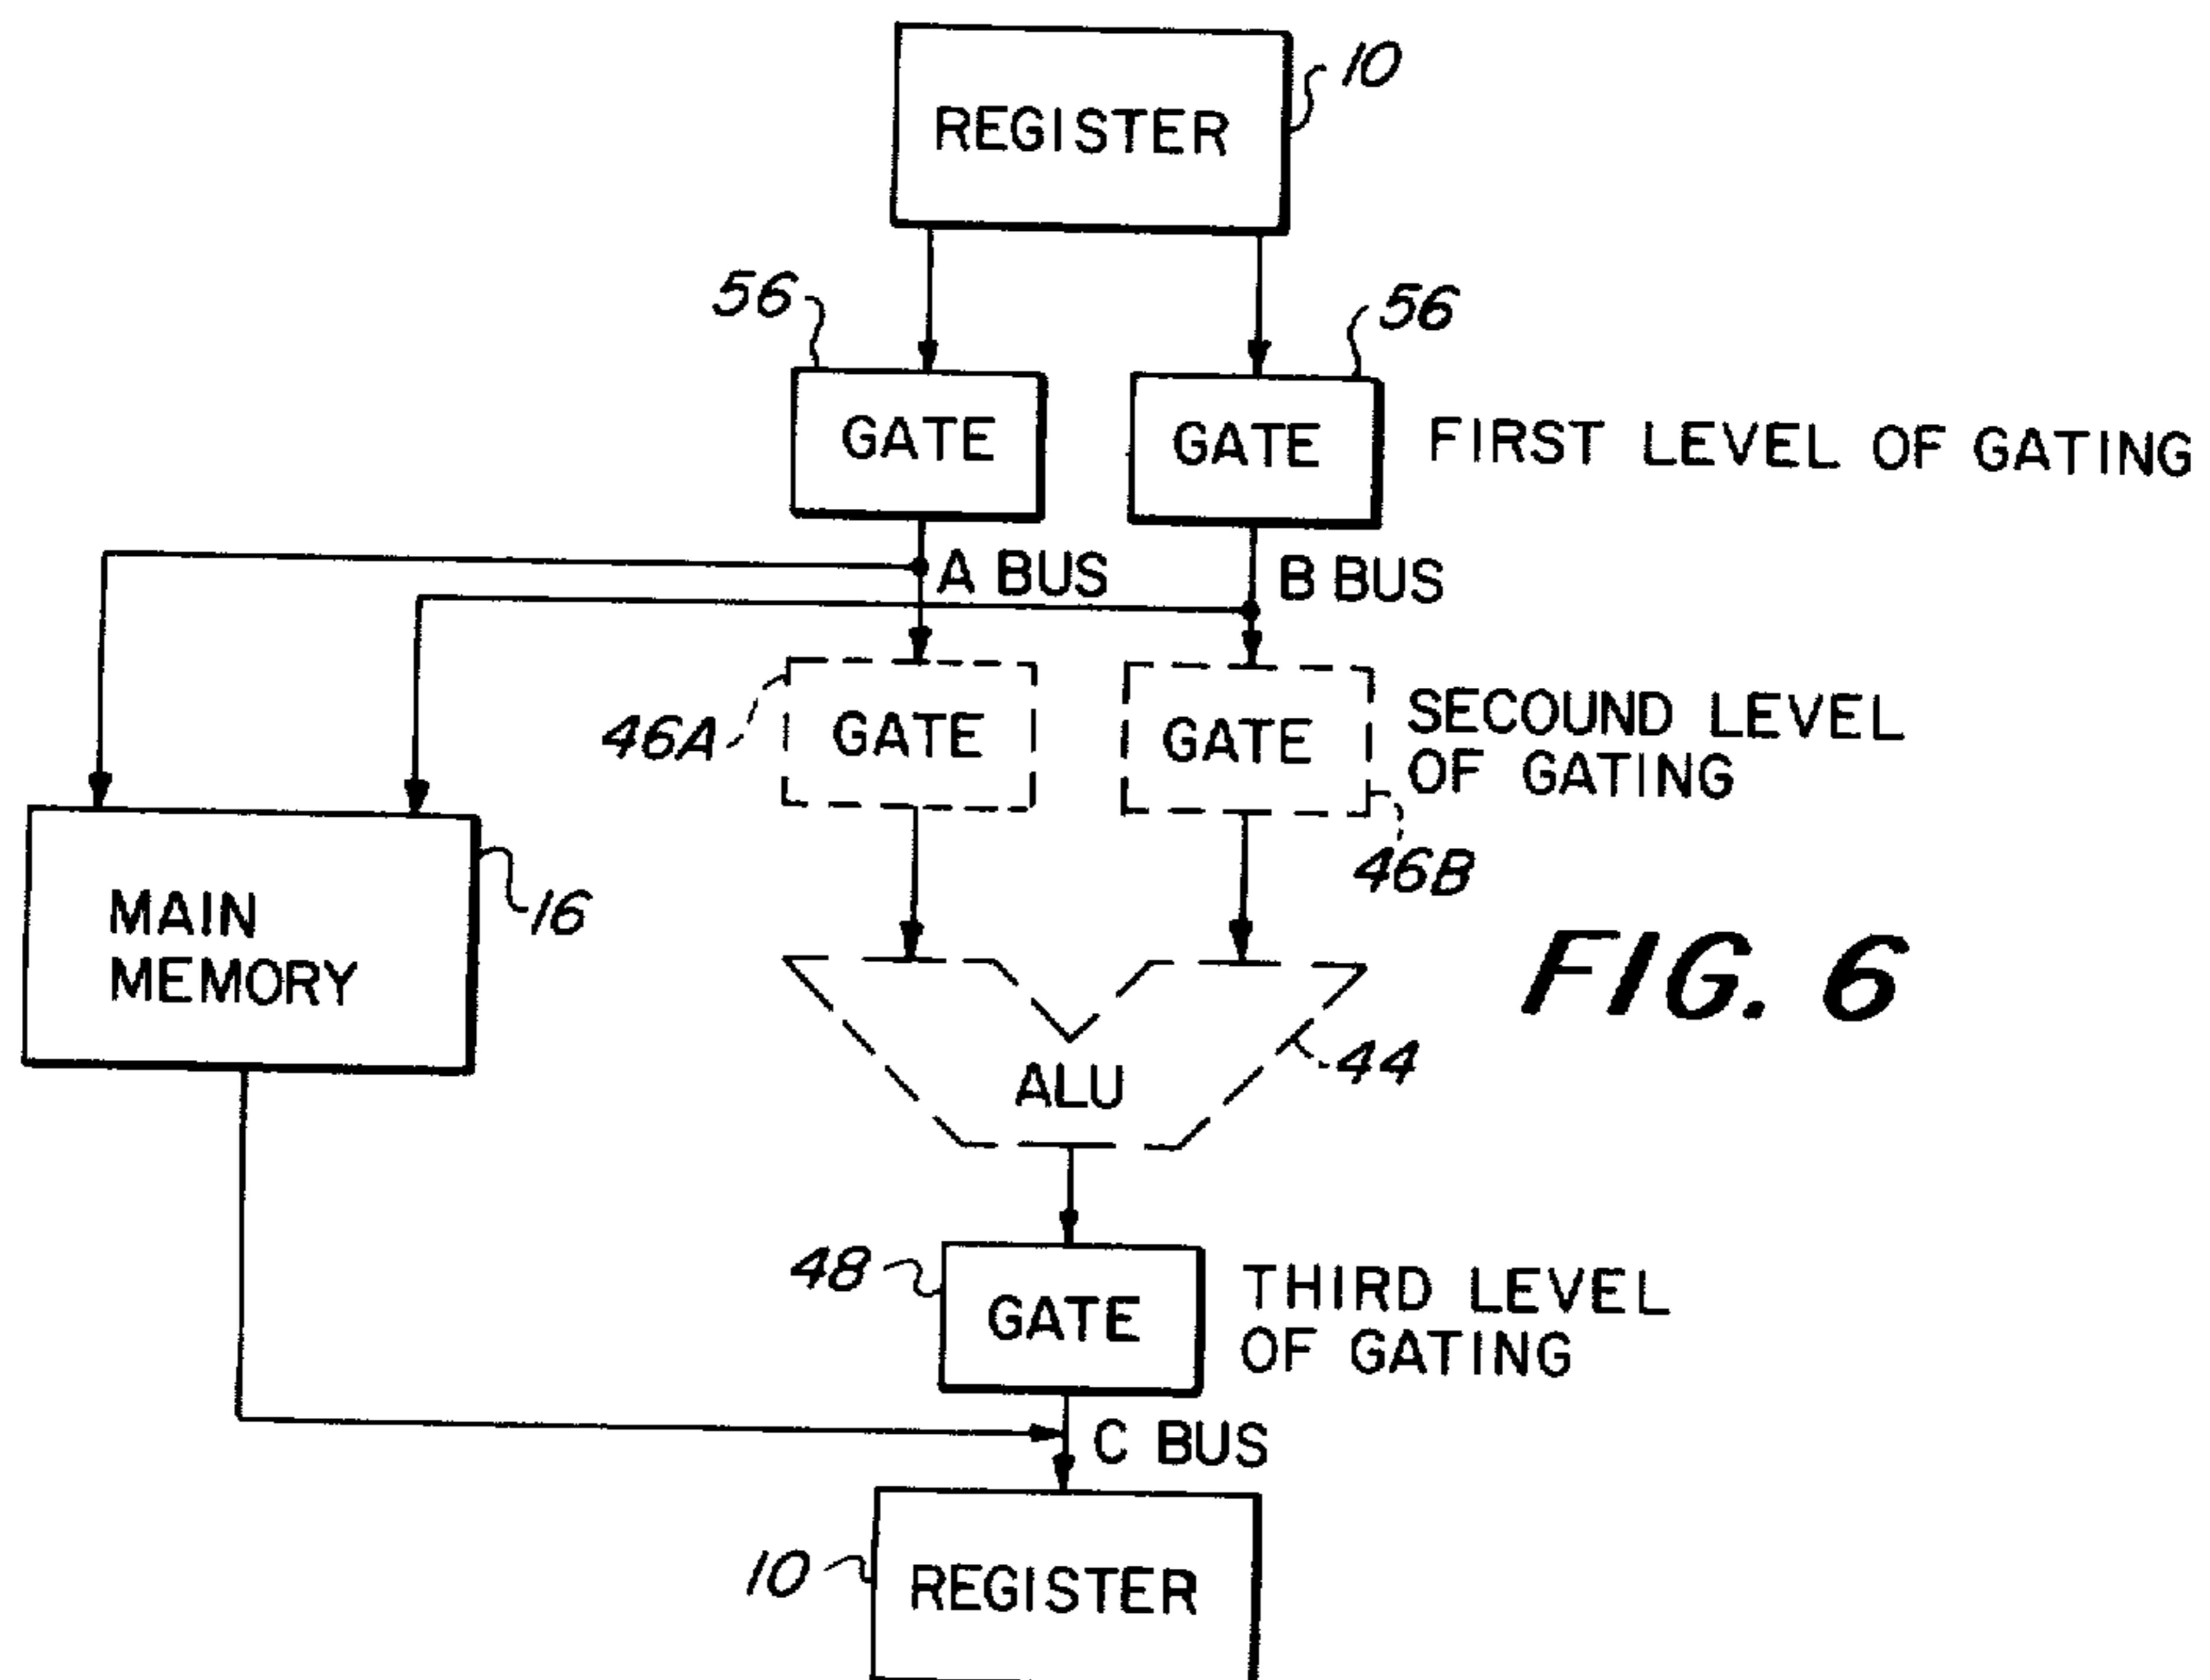 REGISTER
10
56
56
GATE
GATE
FIRST LEVEL OF GATING
A BUS
B BUS
46A
GATE
GATE
SECOUND LEVEL
OF GATING
46B
MAIN
MEMORY
16
FIG. 6
ALU
44
48
GATE
THIRD LEVEL
OF GATING
C BUS
10
REGISTER